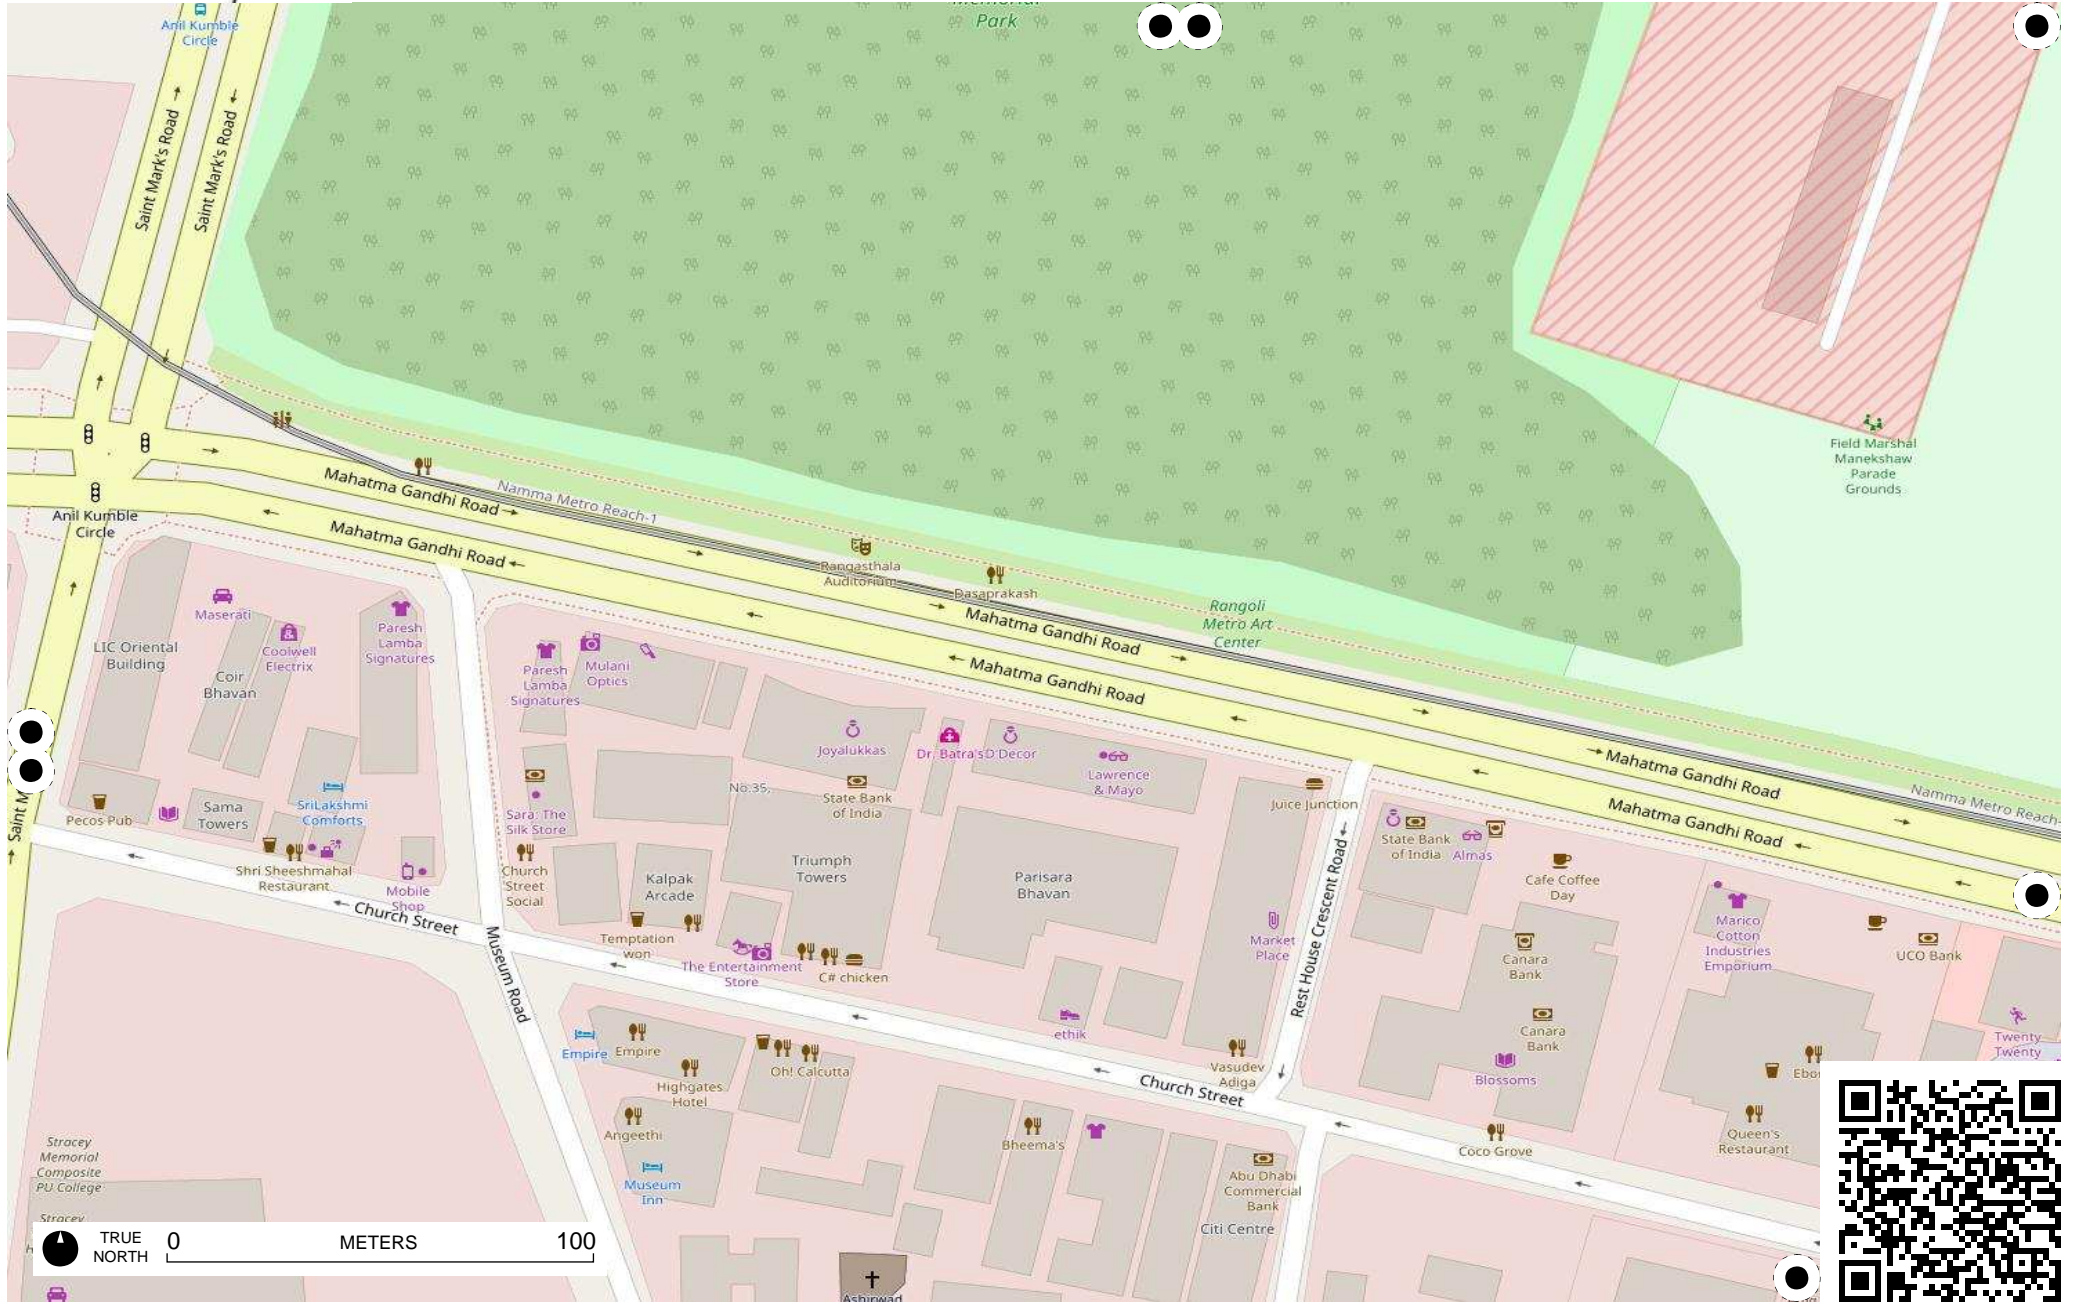 Anil Kumble
Circle
Park
Saint Mark's Road
Saint Mark's Road
Field Marshal
Manekshaw
Parade
Grounds
Anil Kumble
Circle
Mahatma Gandhi Road
Namma Metro Reach-1
Mahatma Gandhi Road
Rangasthala
Auditorium
Dasaprakash
Mahatma Gandhi Road
Rangoli
Metro Art
Center
Mahatma Gandhi Road
Mahatma Gandhi Road
Namma Metro Reach-
Mahatma Gandhi Road
Maserati
LIC Oriental
Building
Coolwell
Electrix
Coir
Bhavan
Paresh
Lamba
Signatures
Paresh
Lamba
Signatures
Mulani
Optics
Joyalukkas
Dr. Batra's
D'Decor
Lawrence
& Mayo
No.35,
State Bank
of India
Juice Junction
Pecos Pub
Sama
Towers
SriLakshmi
Comforts
Sara: The
Silk Store
Shri Sheeshmahal
Restaurant
Mobile
Shop
Church
Street
Social
Kalpak
Arcade
Triumph
Towers
Parisara
Bhavan
State Bank
of India
Almas
Cafe Coffee
Day
Marico
Cotton
Industries
Emporium
UCO Bank
Saint M
Church Street
Museum Road
Temptation
won
The Entertainment
Store
C# chicken
Market
Place
Rest House Crescent Road
Canara
Bank
Canara
Bank
Twenty
Twenty
Empire
Empire
Highgates
Hotel
Oh! Calcutta
ethik
Vasudev
Adiga
Blossoms
Church Street
Angeethi
Museum
Inn
Bheema's
Coco Grove
Queen's
Restaurant
Abu Dhabi
Commercial
Bank
Citi Centre
Stracey
Memorial
Composite
PU College
Stracey
TRUE
NORTH
0 METERS 100
Ashirwad